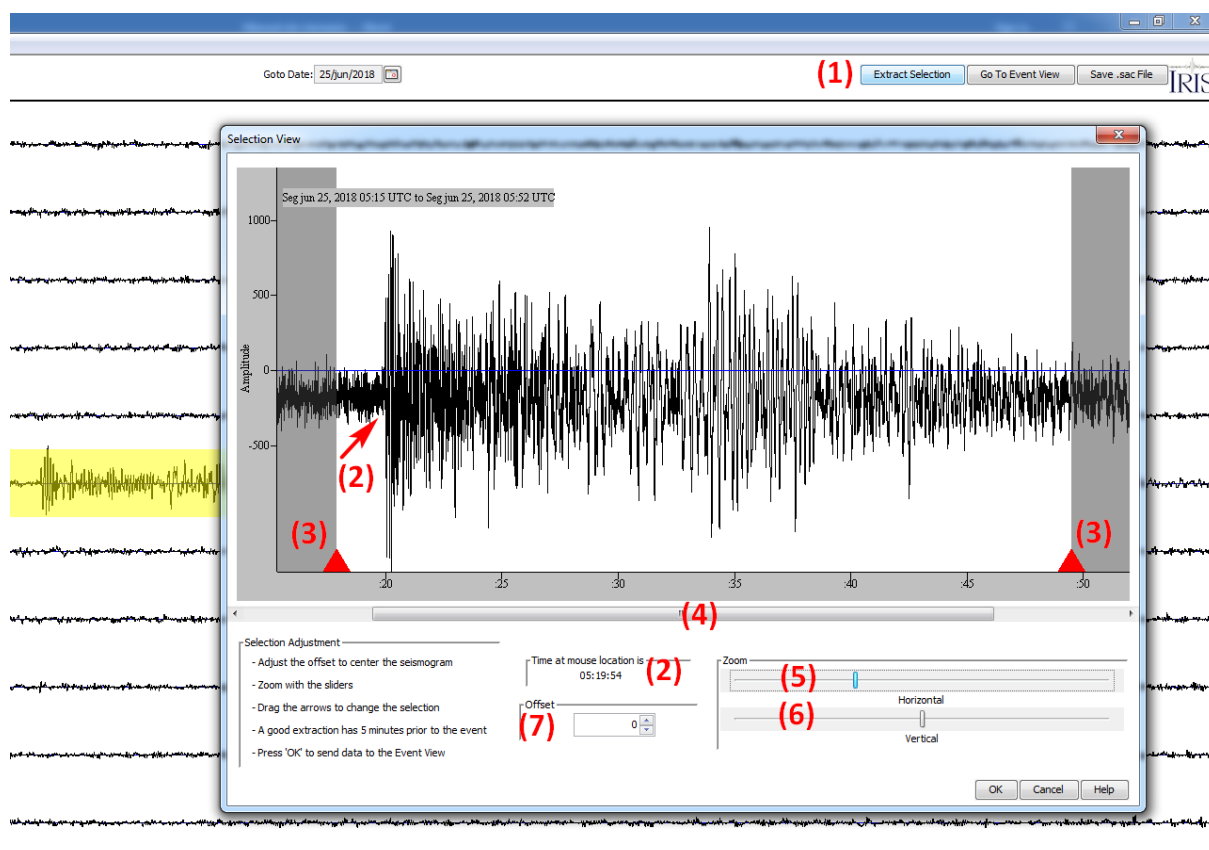 Goto Date: 25/jun/2018
(1) Extract Selection Go To Event View Save .sac File IRIS
Selection View
Seg jun 25, 2018 05:15 UTC to Seg jun 25, 2018 05:52 UTC
1000
500
0
-500
Amplitude
(2)
(3) (3)
:20 :25 :30 :35 :40 :45 :50
(4)
Selection Adjustment
- Adjust the offset to center the seismogram
- Zoom with the sliders
- Drag the arrows to change the selection
- A good extraction has 5 minutes prior to the event
- Press 'OK' to send data to the Event View
Time at mouse location is
05:19:54 (2)
Offset
(7) 0
Zoom
(5)
Horizontal
(6)
Vertical
OK Cancel Help